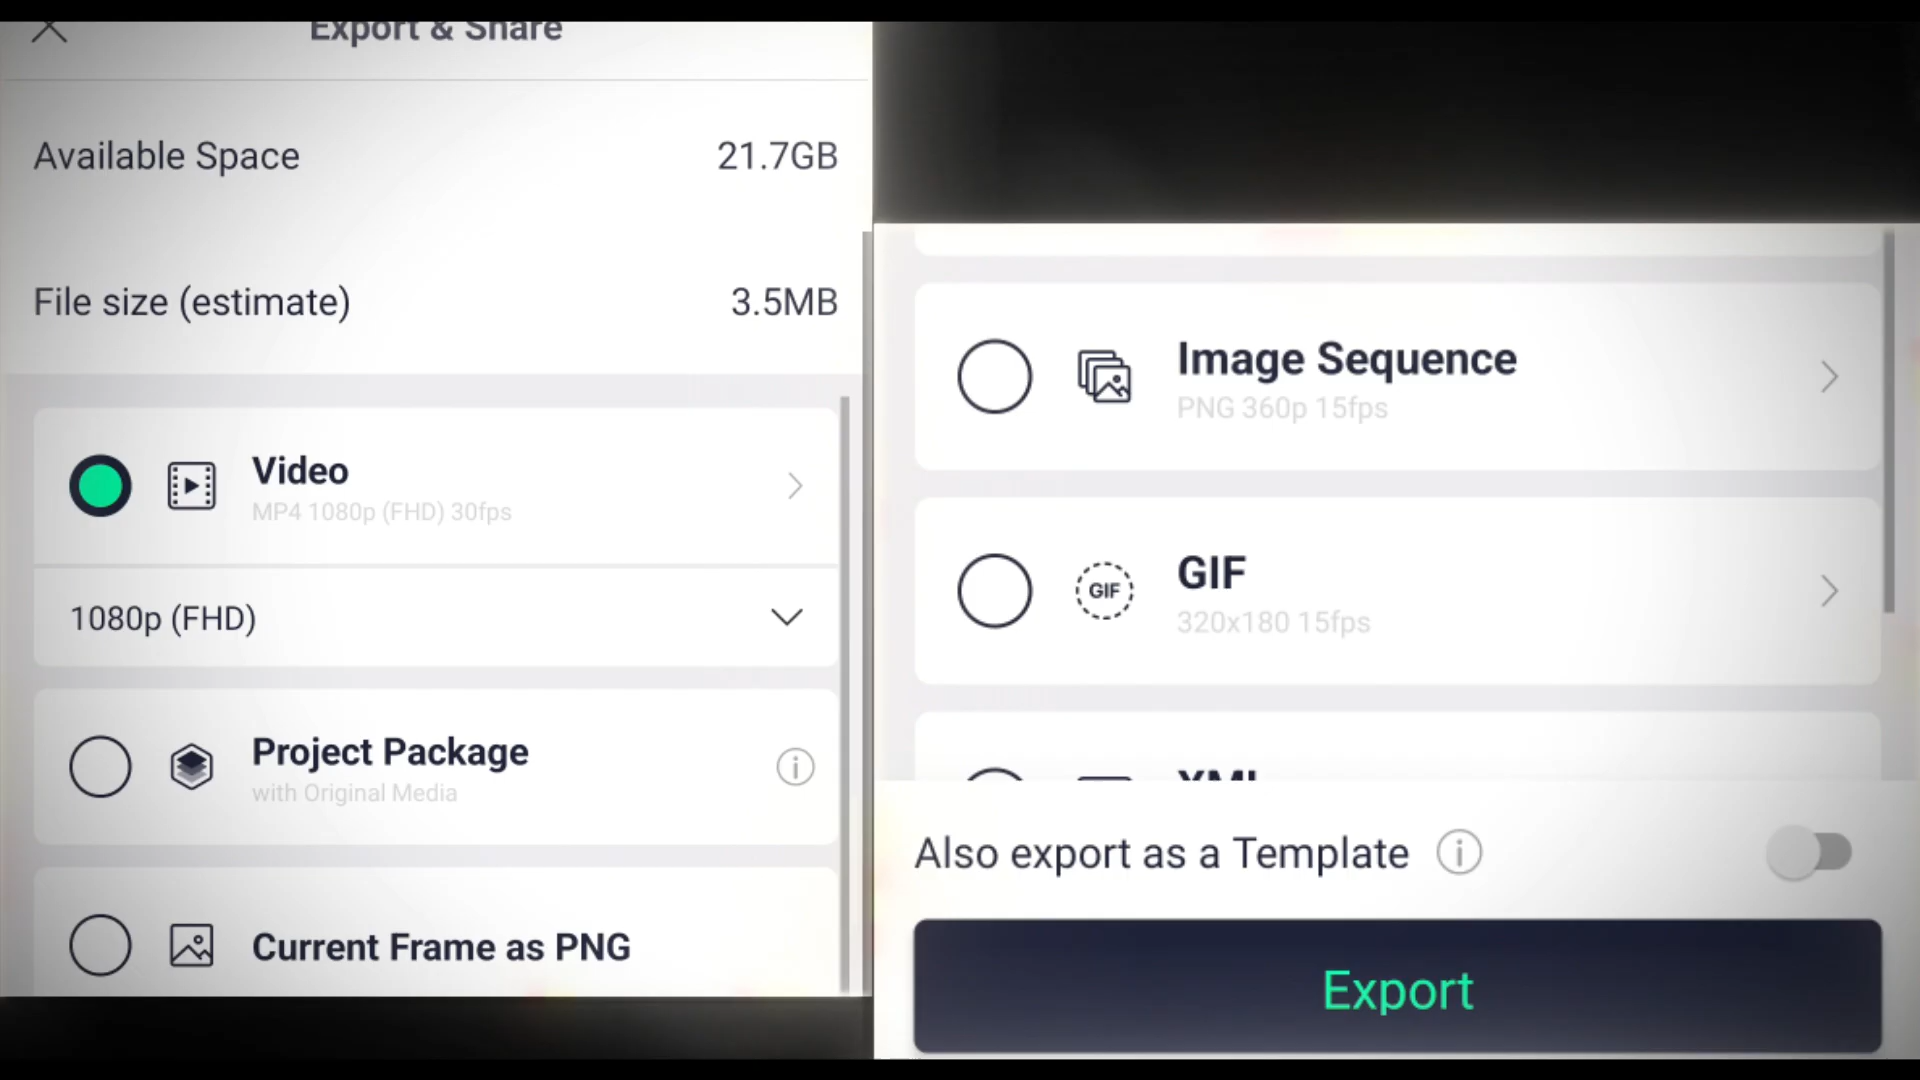 Export & Share
Available Space
21.7GB
File size (estimate)
3.5MB
Video
MP4 1080p (FHD) 30fps
1080p (FHD)
Project Package
with Original Media
Current Frame as PNG
Image Sequence
PNG 360p 15fps
GIF
GIF
320x180 15fps
XML
Also export as a Template
Export